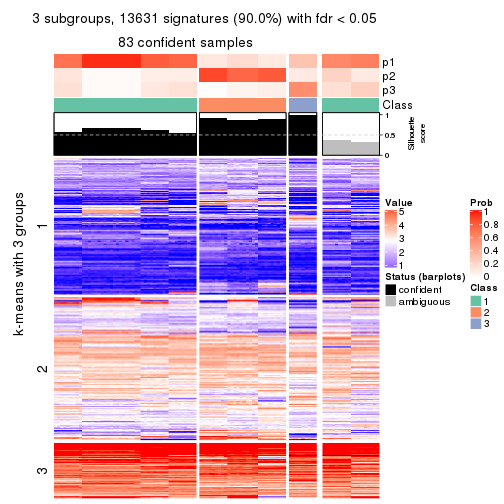 3 subgroups, 13631 signatures (90.0%) with fdr < 0.05
83 confident samples
p1
p2
p3
Class
1
0.5
0
Silhouette
score
k-means with 3 groups
1
2
3
Value
5
4
3
2
1
Status (barplots)
confident
ambiguous
Prob
1
0.8
0.6
0.4
0.2
0
Class
1
2
3